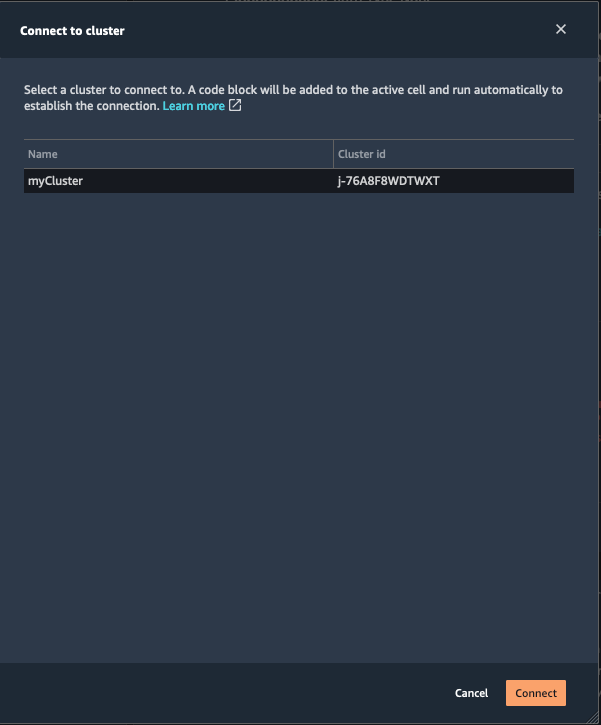 Connect to cluster
Select a cluster to connect to. A code block will be added to the active cell and run automatically to
establish the connection. Learn more
Name Cluster id
myCluster j-76A8F8WDTWXT
Cancel Connect